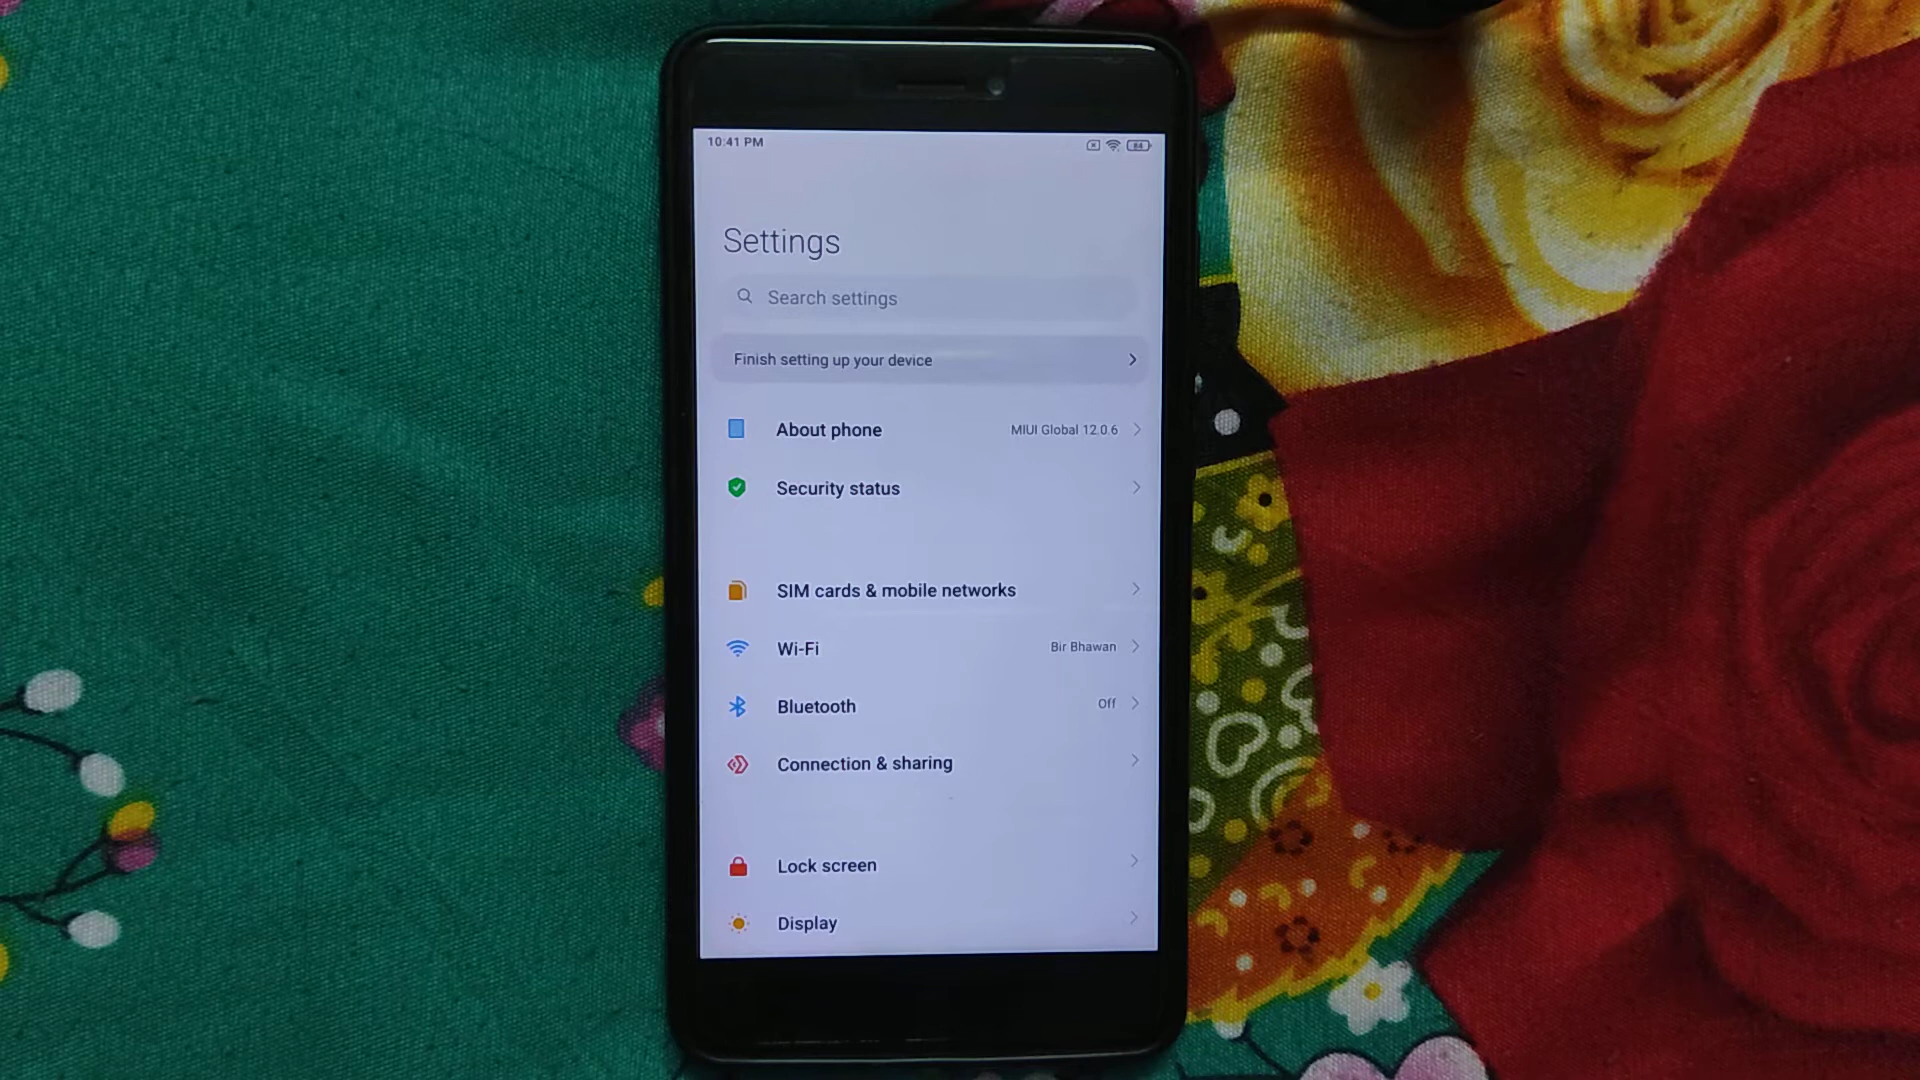 10:41 PM
84
Settings
Search settings
Finish setting up your device
About phone MIUI Global 12.0.6
Security status
SIM cards & mobile networks
Wi-Fi Bir Bhawan
Bluetooth Off
Connection & sharing
Lock screen
Display